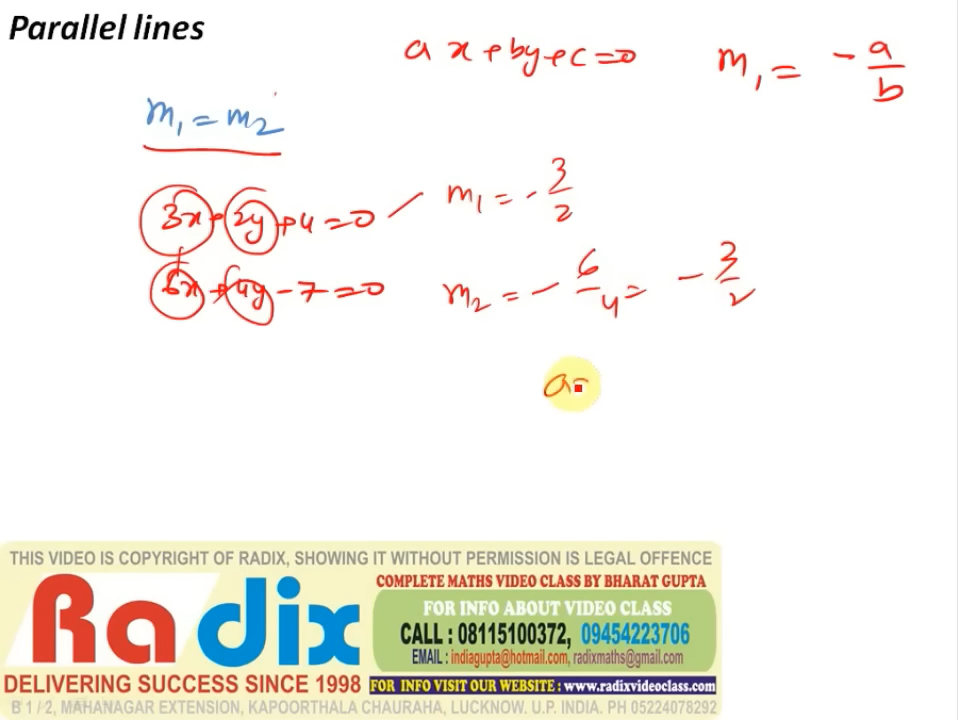 Parallel lines
ax + by + c = 0
m₁ = -a/b
m₁ = m₂
3x + 2y + 4 = 0
m₁ = -3/2
6x + 4y - 7 = 0
m₂ = -6/4 = -3/2
a=
THIS VIDEO IS COPYRIGHT OF RADIX, SHOWING IT WITHOUT PERMISSION IS LEGAL OFFENCE
Radix
DELIVERING SUCCESS SINCE 1998
COMPLETE MATHS VIDEO CLASS BY BHARAT GUPTA
FOR INFO ABOUT VIDEO CLASS
CALL : 08115100372, 09454223706
EMAIL : indiagupta@hotmail.com, radixmaths@gmail.com
FOR INFO VISIT OUR WEBSITE : www.radixvideoclass.com
B 1 / 2, MAHANAGAR EXTENSION, KAPOORTHALA CHAURAHA, LUCKNOW. U.P. INDIA. PH 05224078292